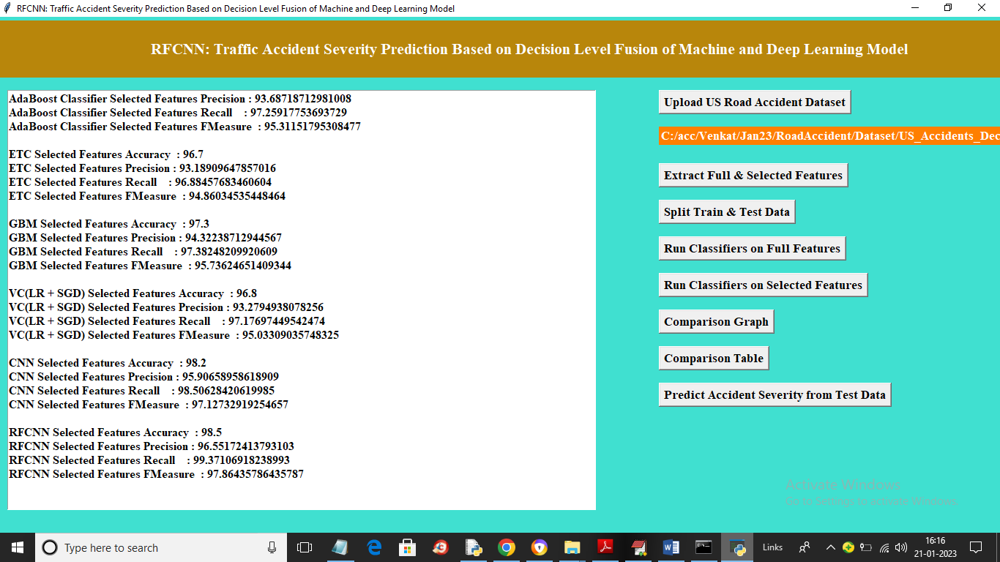 RFCNN: Traffic Accident Severity Prediction Based on Decision Level Fusion of Machine and Deep Learning Model
RFCNN: Traffic Accident Severity Prediction Based on Decision Level Fusion of Machine and Deep Learning Model
AdaBoost Classifier Selected Features Precision : 93.68718712981008
AdaBoost Classifier Selected Features Recall : 97.25917753693729
AdaBoost Classifier Selected Features FMeasure : 95.31151795308477
ETC Selected Features Accuracy : 96.7
ETC Selected Features Precision : 93.18909647857016
ETC Selected Features Recall : 96.88457683460604
ETC Selected Features FMeasure : 94.86034535448464
GBM Selected Features Accuracy : 97.3
GBM Selected Features Precision : 94.32238712944567
GBM Selected Features Recall : 97.38248209920609
GBM Selected Features FMeasure : 95.73624651409344
VC(LR + SGD) Selected Features Accuracy : 96.8
VC(LR + SGD) Selected Features Precision : 93.2794938078256
VC(LR + SGD) Selected Features Recall : 97.17697449542474
VC(LR + SGD) Selected Features FMeasure : 95.03309035748325
CNN Selected Features Accuracy : 98.2
CNN Selected Features Precision : 95.90658958618909
CNN Selected Features Recall : 98.50628420619985
CNN Selected Features FMeasure : 97.12732919254657
RFCNN Selected Features Accuracy : 98.5
RFCNN Selected Features Precision : 96.55172413793103
RFCNN Selected Features Recall : 99.37106918238993
RFCNN Selected Features FMeasure : 97.86435786435787
Upload US Road Accident Dataset
C:/acc/Venkat/Jan23/RoadAccident/Dataset/US_Accidents_Dec
Extract Full & Selected Features
Split Train & Test Data
Run Classifiers on Full Features
Run Classifiers on Selected Features
Comparison Graph
Comparison Table
Predict Accident Severity from Test Data
Activate Windows
Go to Settings to activate Windows.
Type here to search
Links
16:16
21-01-2023